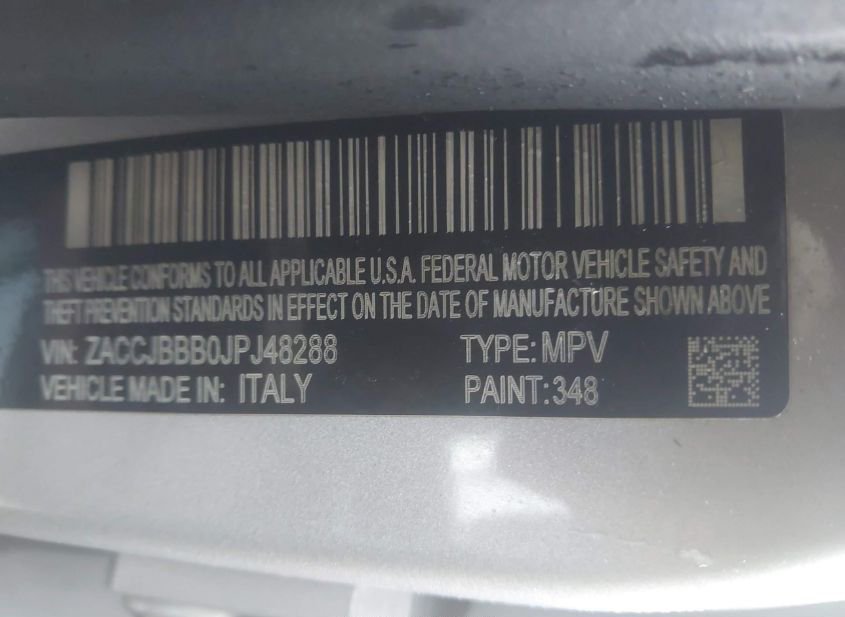 THIS VEHICLE CONFORMS TO ALL APPLICABLE U.S.A. FEDERAL MOTOR VEHICLE SAFETY AND
THEFT PREVENTION STANDARDS IN EFFECT ON THE DATE OF MANUFACTURE SHOWN ABOVE
VIN: ZACCJBBB0JPJ48288 TYPE: MPV
VEHICLE MADE IN: ITALY PAINT:348